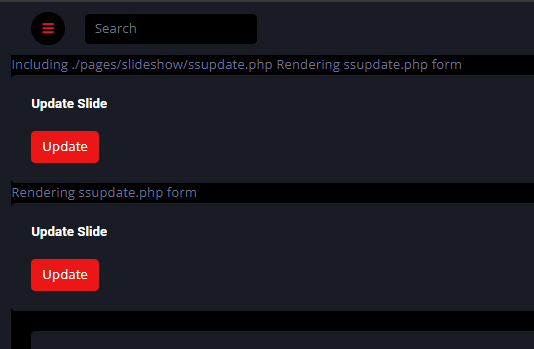 Search
Including ./pages/slideshow/ssupdate.php Rendering ssupdate.php form
Update Slide
Update
Rendering ssupdate.php form
Update Slide
Update